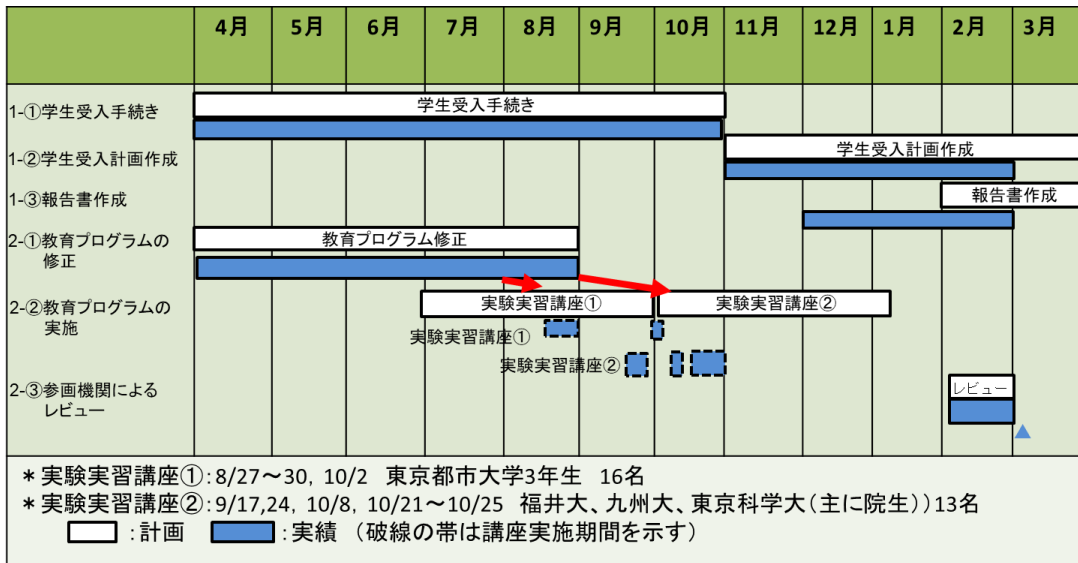 4月 5月 6月 7月 8月 9月 10月 11月 12月 1月 2月 3月
1-①学生受入手続き
学生受入手続き
1-②学生受入計画作成
学生受入計画作成
1-③報告書作成
報告書作成
2-①教育プログラムの
修正
教育プログラム修正
2-②教育プログラムの
実施
実験実習講座①
実験実習講座②
実験実習講座①
実験実習講座②
2-③参画機関による
レビュー
レビュー
＊実験実習講座①：8/27～30, 10/2 東京都市大学3年生 16名
＊実験実習講座②：9/17,24, 10/8, 10/21～10/25 福井大、九州大、東京科学大（主に院生））13名
：計画 ：実績 （破線の帯は講座実施期間を示す）